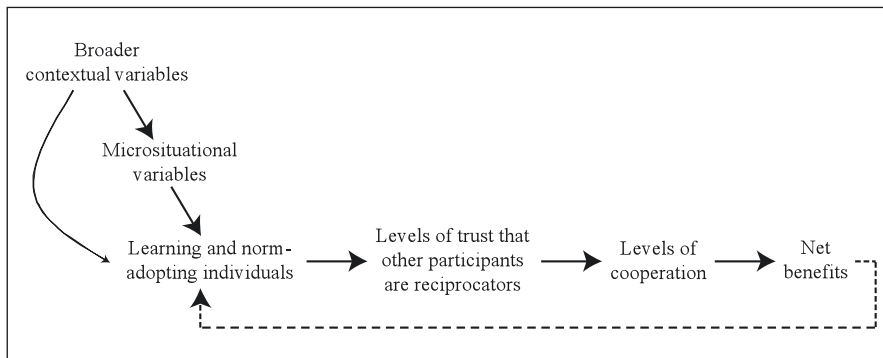 Broader
contextual variables
Microsituational
variables
Learning and norm-
adopting individuals
Levels of trust that
other participants
are reciprocators
Levels of
cooperation
Net
benefits